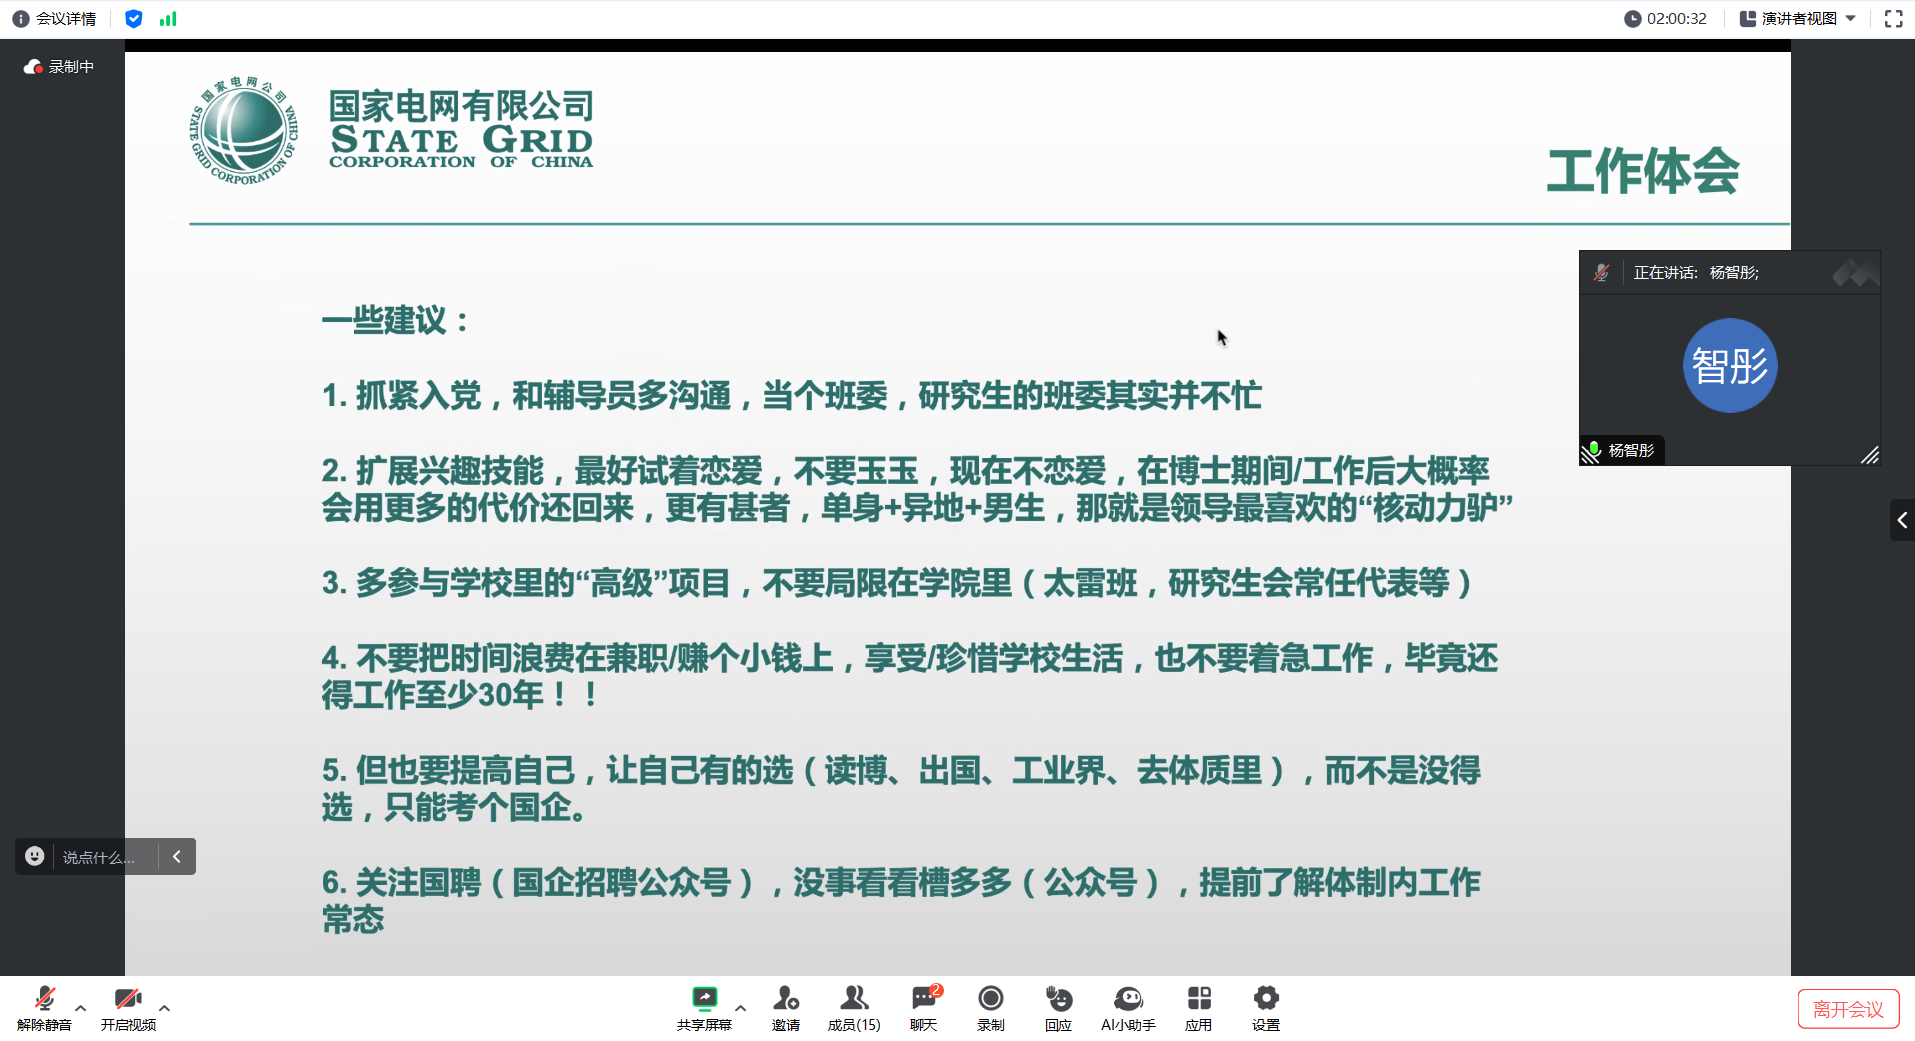 会议详情
02:00:32
演讲者视图
录制中
国家电网公司
STATE GRID CORPORATION OF CHINA
国家电网有限公司
STATE GRID
CORPORATION OF CHINA
工作体会
正在讲话: 杨智彤;
智彤
杨智彤
一些建议：
1. 抓紧入党，和辅导员多沟通，当个班委，研究生的班委其实并不忙
2. 扩展兴趣技能，最好试着恋爱，不要玉玉，现在不恋爱，在博士期间/工作后大概率
会用更多的代价还回来，更有甚者，单身+异地+男生，那就是领导最喜欢的“核动力驴”
3. 多参与学校里的“高级”项目，不要局限在学院里（太雷班，研究生会常任代表等）
4. 不要把时间浪费在兼职/赚个小钱上，享受/珍惜学校生活，也不要着急工作，毕竟还
得工作至少30年！！
5. 但也要提高自己，让自己有的选（读博、出国、工业界、去体质里），而不是没得
选，只能考个国企。
6. 关注国聘（国企招聘公众号），没事看看槽多多（公众号），提前了解体制内工作
常态
说点什么...
解除静音
开启视频
共享屏幕
邀请
成员(15)
2
聊天
录制
回应
AI小助手
应用
设置
离开会议